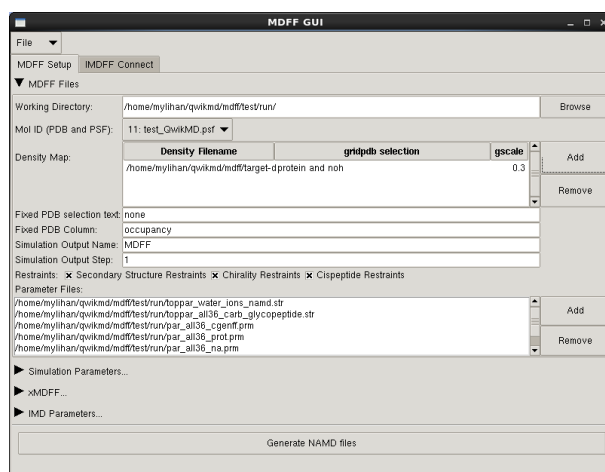 MDFF GUI
File
MDFF Setup IMDFF Connect
MDFF Files
Working Directory: /home/mylihan/qwikmd/mdff/test/run/ Browse
Mol ID (PDB and PSF): 11: test_QwikMD.psf
Density Map: Density Filename gridpdb selection gscale Add
/home/mylihan/qwikmd/mdff/target-dprotein and noh 0.3
Remove
Fixed PDB selection text: none
Fixed PDB Column: occupancy
Simulation Output Name: MDFF
Simulation Output Step: 1
Restraints: Secondary Structure Restraints Chirality Restraints Cispeptide Restraints
Parameter Files:
/home/mylihan/qwikmd/mdff/test/run/toppar_water_ions_namd.str
/home/mylihan/qwikmd/mdff/test/run/toppar_all36_carb_glycopeptide.str Add
/home/mylihan/qwikmd/mdff/test/run/par_all36_cgenff.prm
/home/mylihan/qwikmd/mdff/test/run/par_all36_prot.prm Remove
/home/mylihan/qwikmd/mdff/test/run/par_all36_na.prm
Simulation Parameters...
xMDFF...
IMD Parameters...
Generate NAMD files